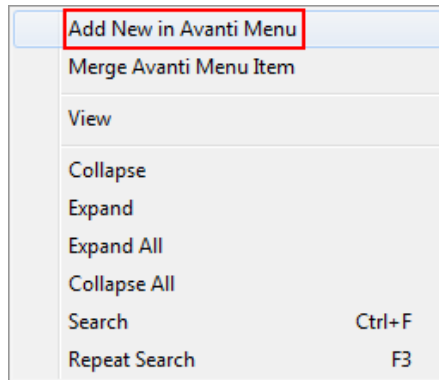 Add New in Avanti Menu
Merge Avanti Menu Item
View
Collapse
Expand
Expand All
Collapse All
Search Ctrl+F
Repeat Search F3